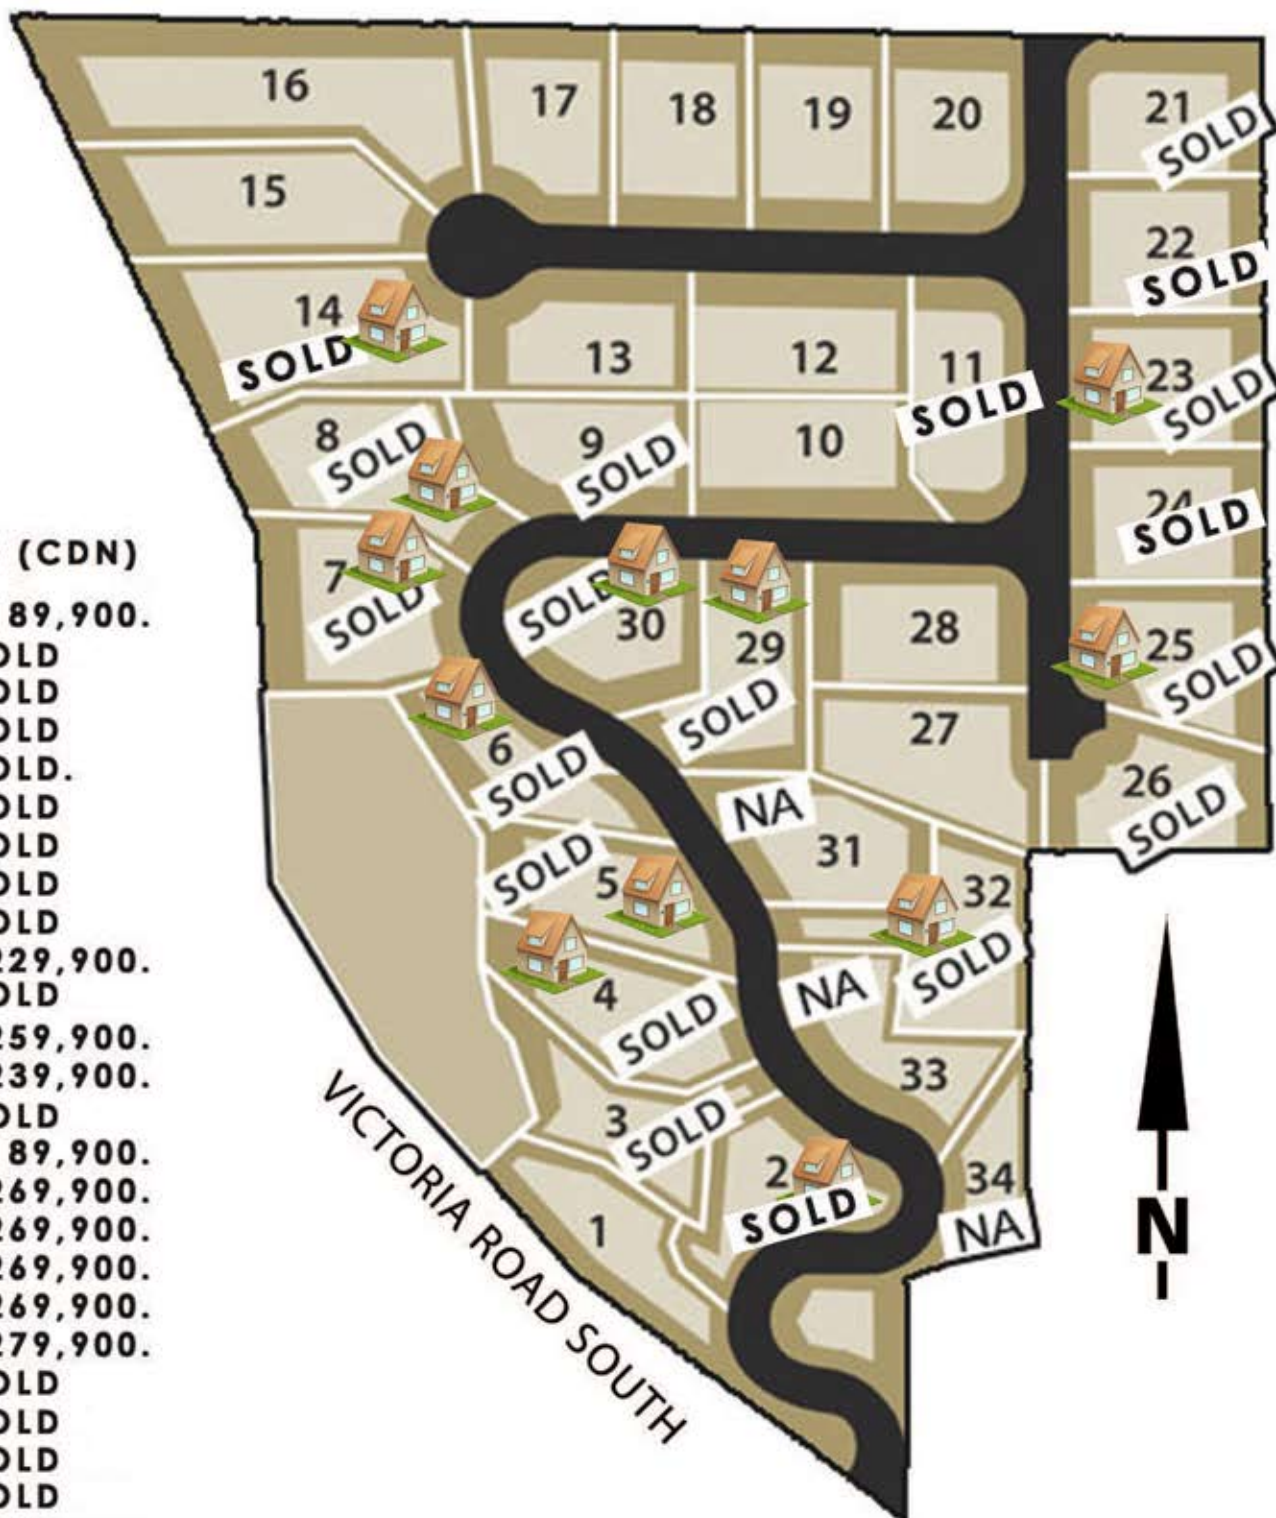 (CDN)
89,900.
OLD
OLD
OLD
OLD.
OLD
OLD
OLD
OLD
229,900.
OLD
259,900.
239,900.
OLD
89,900.
269,900.
269,900.
269,900.
269,900.
279,900.
OLD
OLD
OLD
OLD
16
17
18
19
20
21
SOLD
15
22
SOLD
14
SOLD
13
12
11
SOLD
23
SOLD
8
SOLD
9
SOLD
10
24
SOLD
7
SOLD
SOLD
30
29
SOLD
28
25
SOLD
27
6
SOLD
26
SOLD
NA
31
SOLD
5
32
SOLD
4
SOLD
NA
33
3
SOLD
2
SOLD
34
NA
1
VICTORIA ROAD SOUTH
N